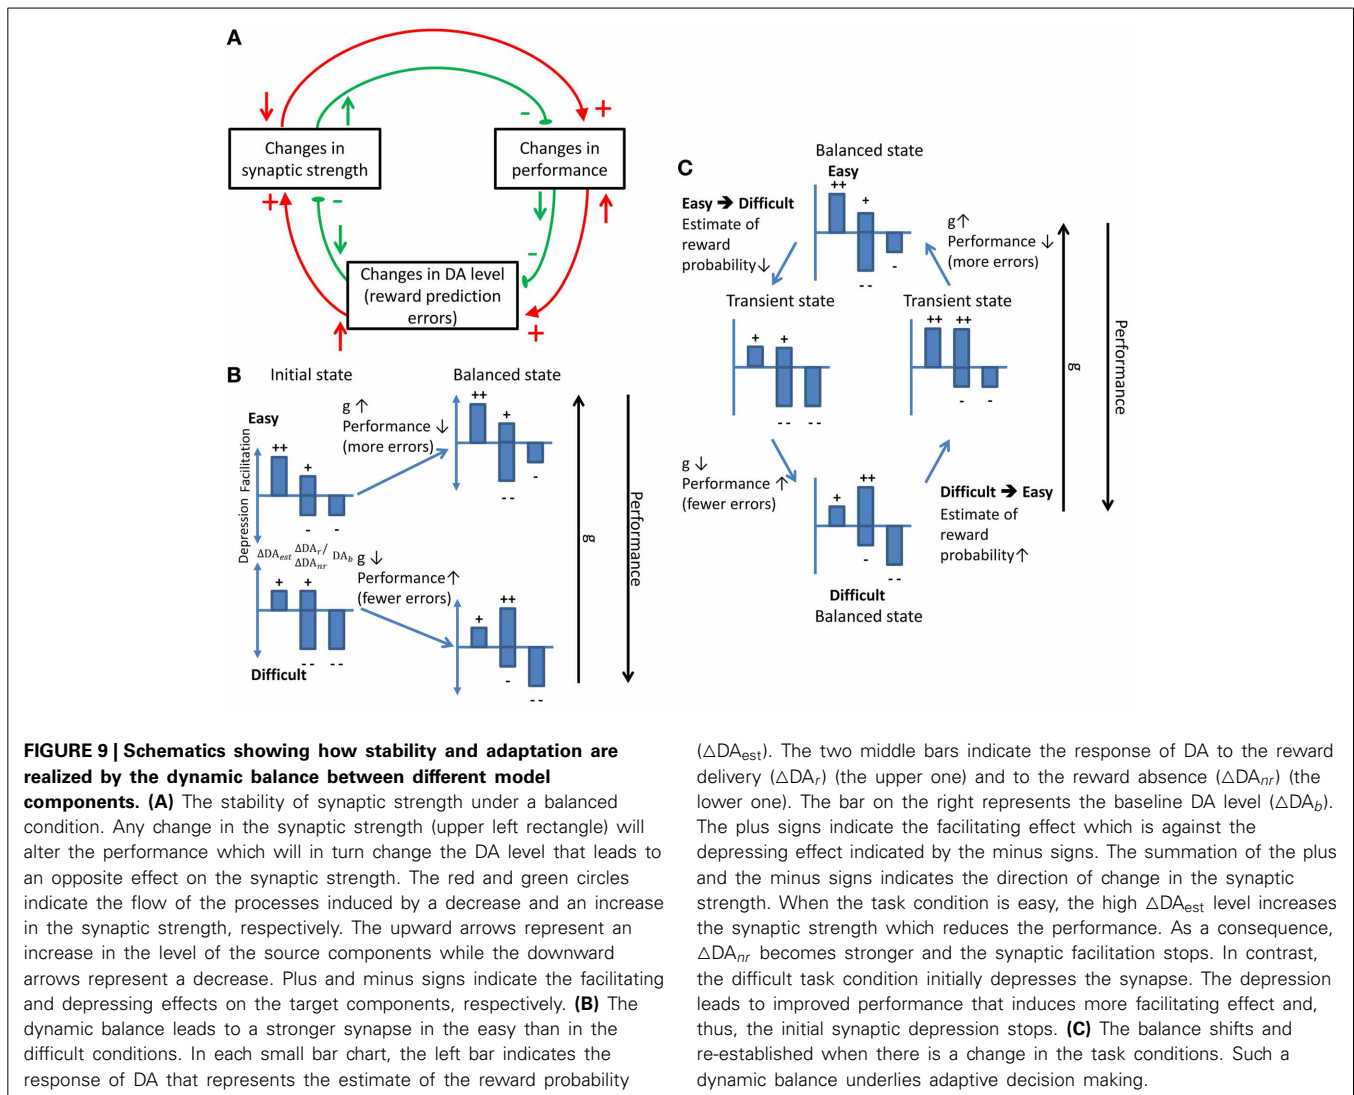 A
+
–
Changes in
synaptic strength
Changes in
performance
+
–
–
Changes in DA level
(reward prediction
errors)
+
B
Initial state
Balanced state
Easy
g ↑
Performance ↓
(more errors)
++
+
-
--
++
+
-
-
Depression Facilitation
ΔDAest ΔDAr/ ΔDAnr DAb
g ↓
Performance↑
(fewer errors)
+
+
--
--
Difficult
+
++
-
--
g
Performance
C
Balanced state
Easy
++
+
-
--
Easy ➔ Difficult
Estimate of
reward
probability↓
g↑
Performance ↓
(more errors)
Transient state
Transient state
+
+
--
--
++
++
-
-
g ↓
Performance ↑
(fewer errors)
+
++
-
--
Difficult ➔ Easy
Estimate of
reward
probability↑
Difficult
Balanced state
g
Performance
FIGURE 9 | Schematics showing how stability and adaptation are
realized by the dynamic balance between different model
components. (A) The stability of synaptic strength under a balanced
condition. Any change in the synaptic strength (upper left rectangle) will
alter the performance which will in turn change the DA level that leads to
an opposite effect on the synaptic strength. The red and green circles
indicate the flow of the processes induced by a decrease and an increase
in the synaptic strength, respectively. The upward arrows represent an
increase in the level of the source components while the downward
arrows represent a decrease. Plus and minus signs indicate the facilitating
and depressing effects on the target components, respectively. (B) The
dynamic balance leads to a stronger synapse in the easy than in the
difficult conditions. In each small bar chart, the left bar indicates the
response of DA that represents the estimate of the reward probability
(△DAest). The two middle bars indicate the response of DA to the reward
delivery (△DAr) (the upper one) and to the reward absence (△DAnr) (the
lower one). The bar on the right represents the baseline DA level (△DAb).
The plus signs indicate the facilitating effect which is against the
depressing effect indicated by the minus signs. The summation of the plus
and the minus signs indicates the direction of change in the synaptic
strength. When the task condition is easy, the high △DAest level increases
the synaptic strength which reduces the performance. As a consequence,
△DAnr becomes stronger and the synaptic facilitation stops. In contrast,
the difficult task condition initially depresses the synapse. The depression
leads to improved performance that induces more facilitating effect and,
thus, the initial synaptic depression stops. (C) The balance shifts and
re-established when there is a change in the task conditions. Such a
dynamic balance underlies adaptive decision making.